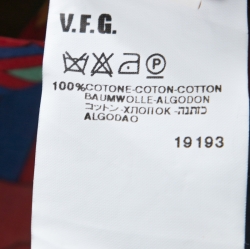 V.F.G.
P
100%COTONE-COTON-COTTON
BAUMWOLLE-ALGODON
コットン-ХЛОПОК-כותנה
ALGODAO
19193